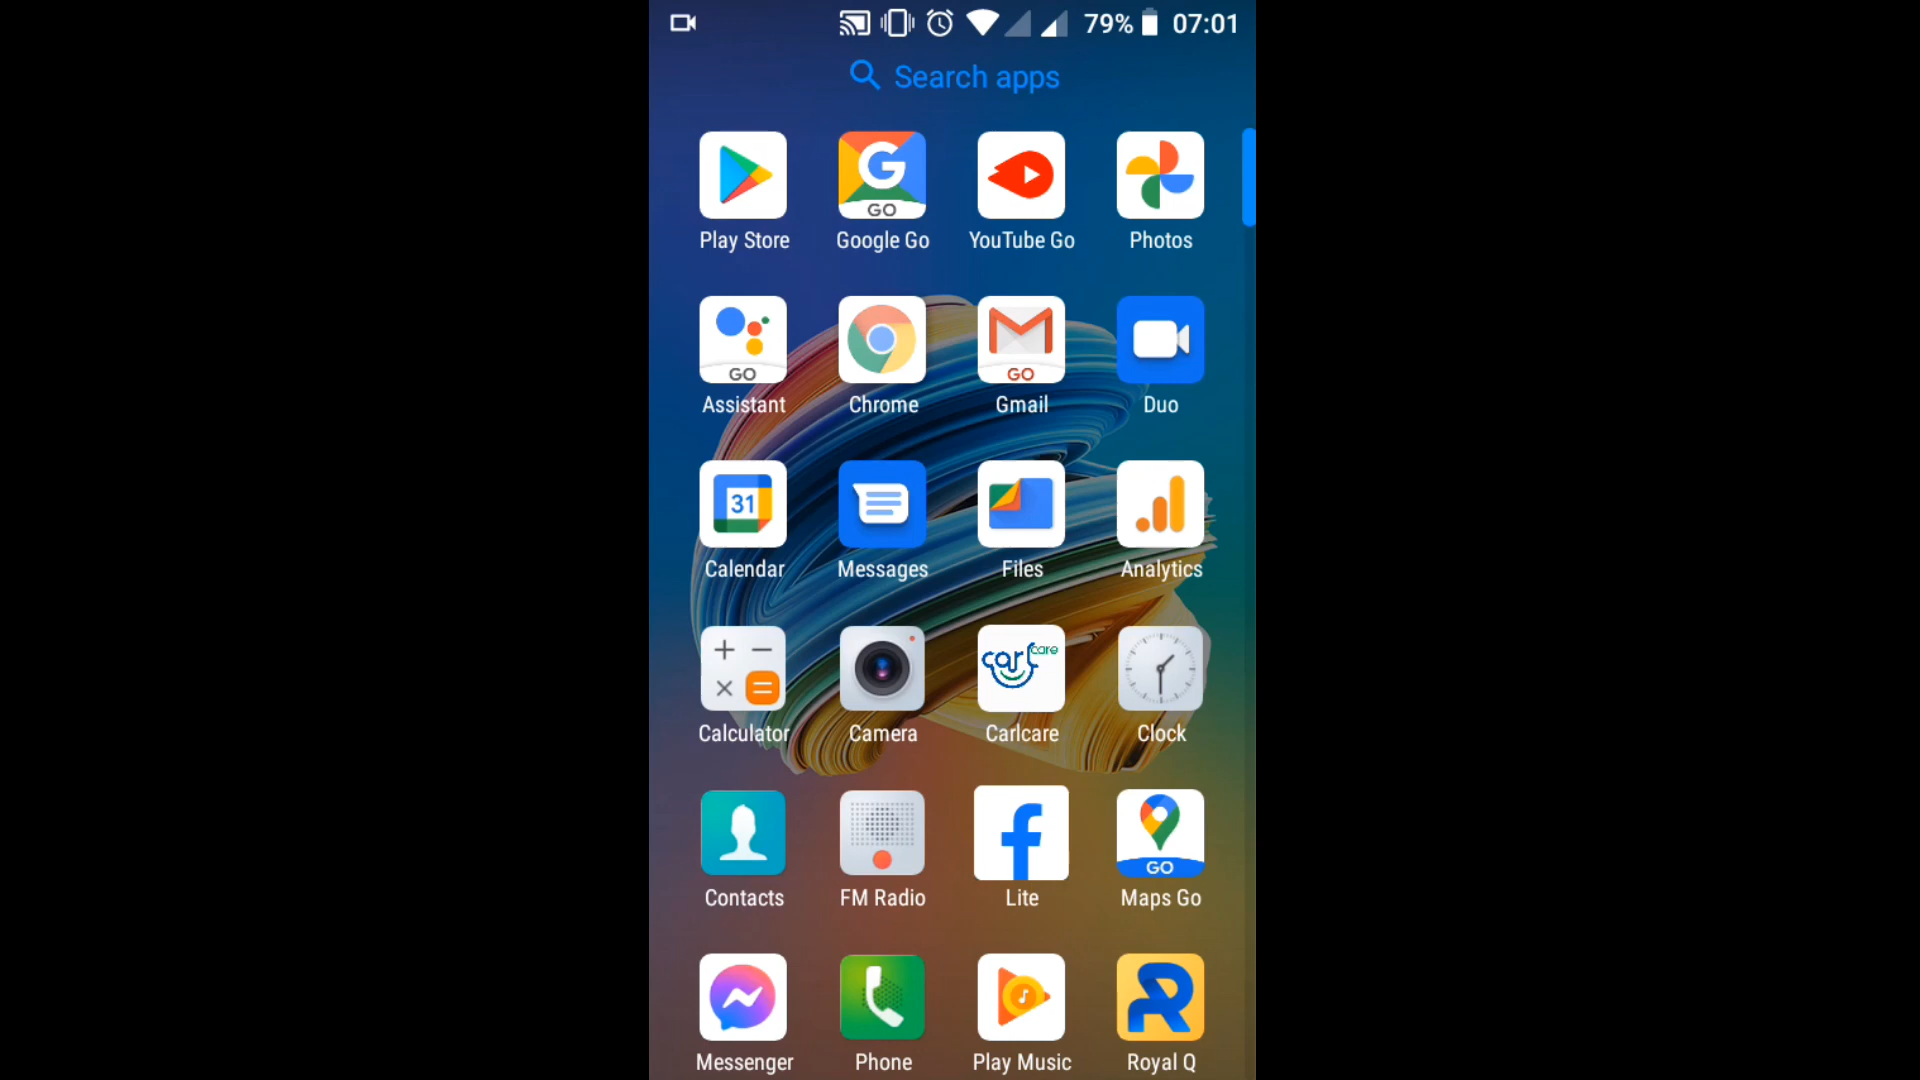 79% 07:01
Search apps
GO
Play Store Google Go YouTube Go Photos
GO GO
Assistant Chrome Gmail Duo
31
Calendar Messages Files Analytics
carlcare
Calculator Camera Carlcare Clock
GO
Contacts FM Radio Lite Maps Go
Messenger Phone Play Music Royal Q